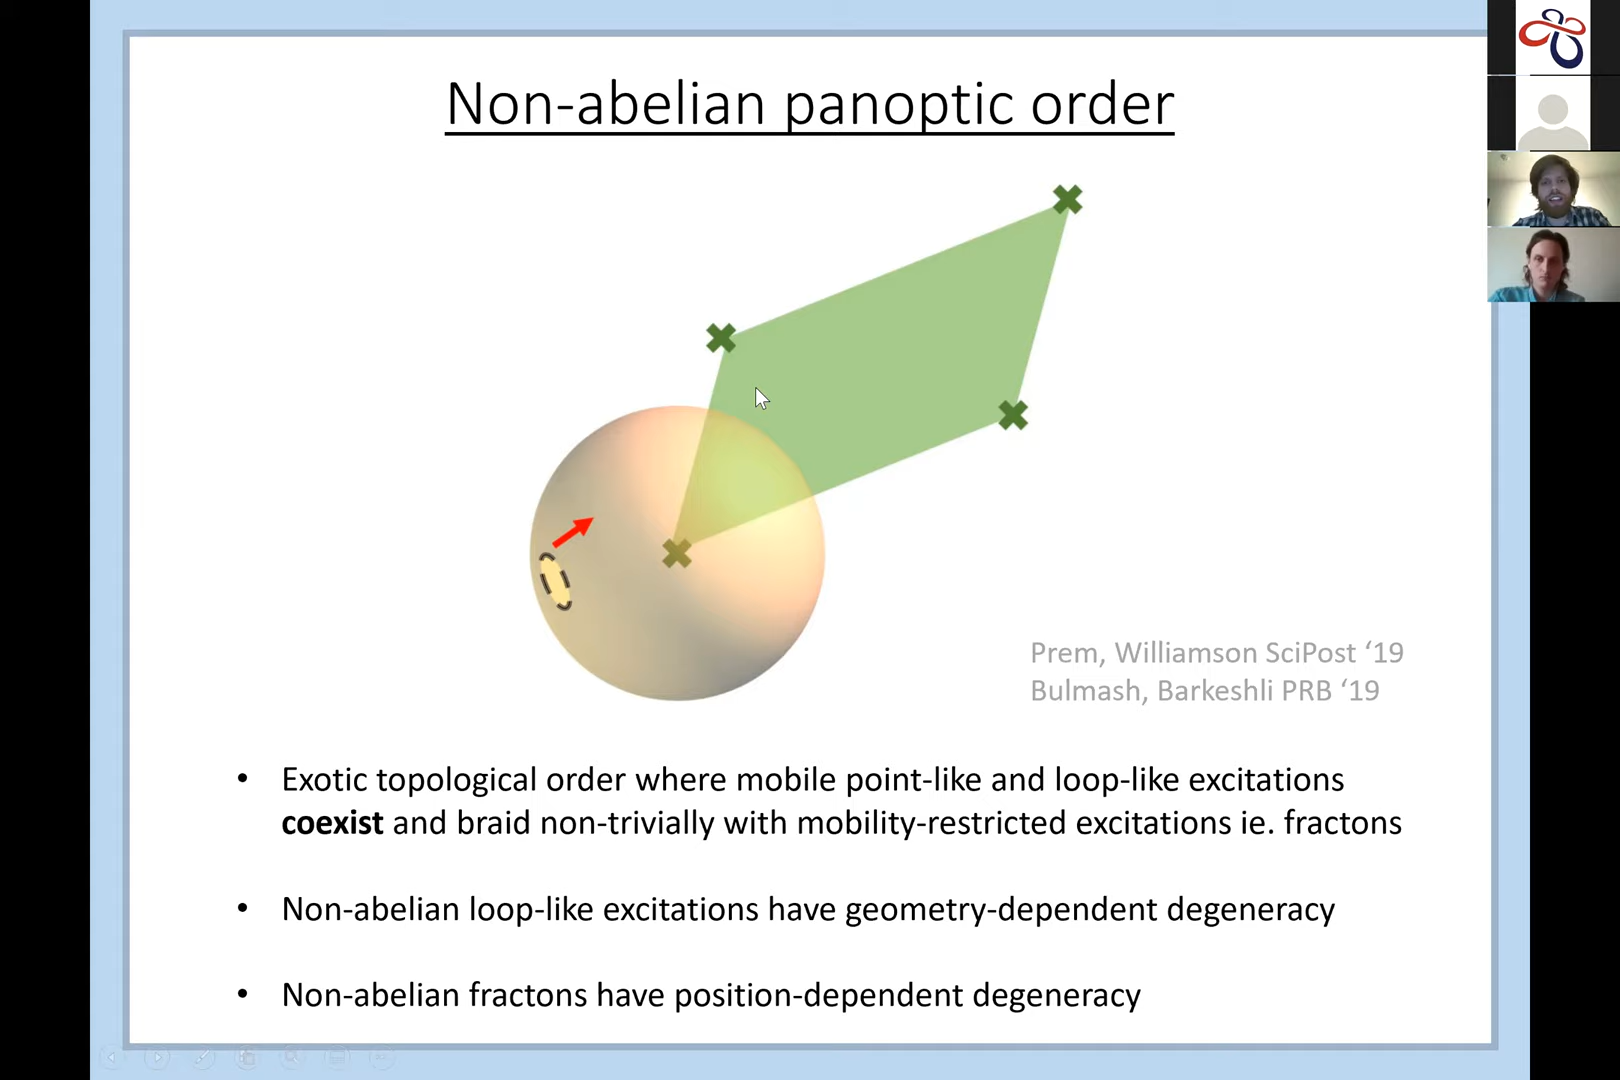 Non-abelian panoptic order
Prem, Williamson SciPost ‘19
Bulmash, Barkeshli PRB ‘19
• Exotic topological order where mobile point-like and loop-like excitations
coexist and braid non-trivially with mobility-restricted excitations ie. fractons
• Non-abelian loop-like excitations have geometry-dependent degeneracy
• Non-abelian fractons have position-dependent degeneracy